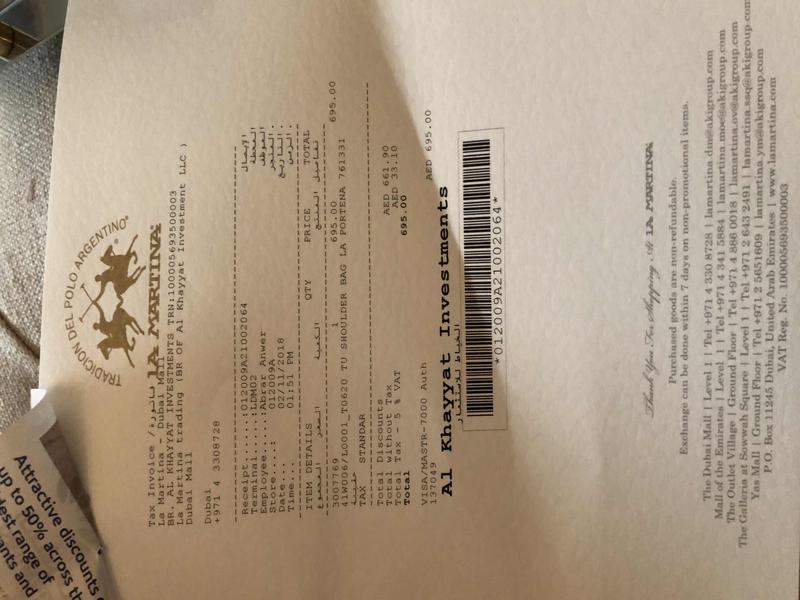 TRADICION DEL POLO ARGENTINO
LA MARTINA
Tax Invoice /
La Martina - Dubai Mall
BR. AL KHAYYAT INVESTMENTS TRN:100005693500003
La Martina trading (BR OF Al Khayyat Investment LLC )
Dubai Mall
Dubai
+971 4 3308728
Receipt.......:012009A21002064 الإيصال
Terminal.:LDM02 المحطة
Employee......:Abrar Anwer الموظف
Store....: 012009A المتجر
Date..: 02/11/2018 التاريخ
Time...: 01:51 PM الزمن
ITEM DETAILS QTY PRICE TOTAL
3007769 1 695.00 695.00
41W006/L0001_T0620 TU SHOULDER BAG LA PORTENA 761331
TAX STANDAR
Total Discounts
Total without Tax AED 661.90
Total Tax - 5 % VAT AED 33.10
Total 695.00
VISA/MASTR-7000 Auth AED 695.00
137049
Al Khayyat Investments
الخياط للإستثمار
*012009A21002064*
Thank You For Shopping At LA MARTINA
Purchased goods are non-refundable.
Exchange can be done within 7 days on non-promotional items.
The Dubai Mall | Level 1 | Tel +971 4 330 8728 | lamartina.dm@akigroup.com
Mall of the Emirates | Level 1 | Tel +971 4 341 5884 | lamartina.moe@akigroup.com
The Outlet Village | Ground Floor | Tel +971 4 886 0018 | lamartina.ov@akigroup.com
The Galleria at Sowwah Square | Level 1 | Tel +971 2 643 2491 | lamartina.ssq@akigroup.com
Yas Mall | Ground Floor | Tel +971 2 5651609 | lamartina.ym@akigroup.com
P.O. Box 11245 Dubai, United Arab Emirates | www.lamartina.com
VAT Reg. No. 100005693500003
Attractive discounts
up to 50% across th
dest range of
ants and